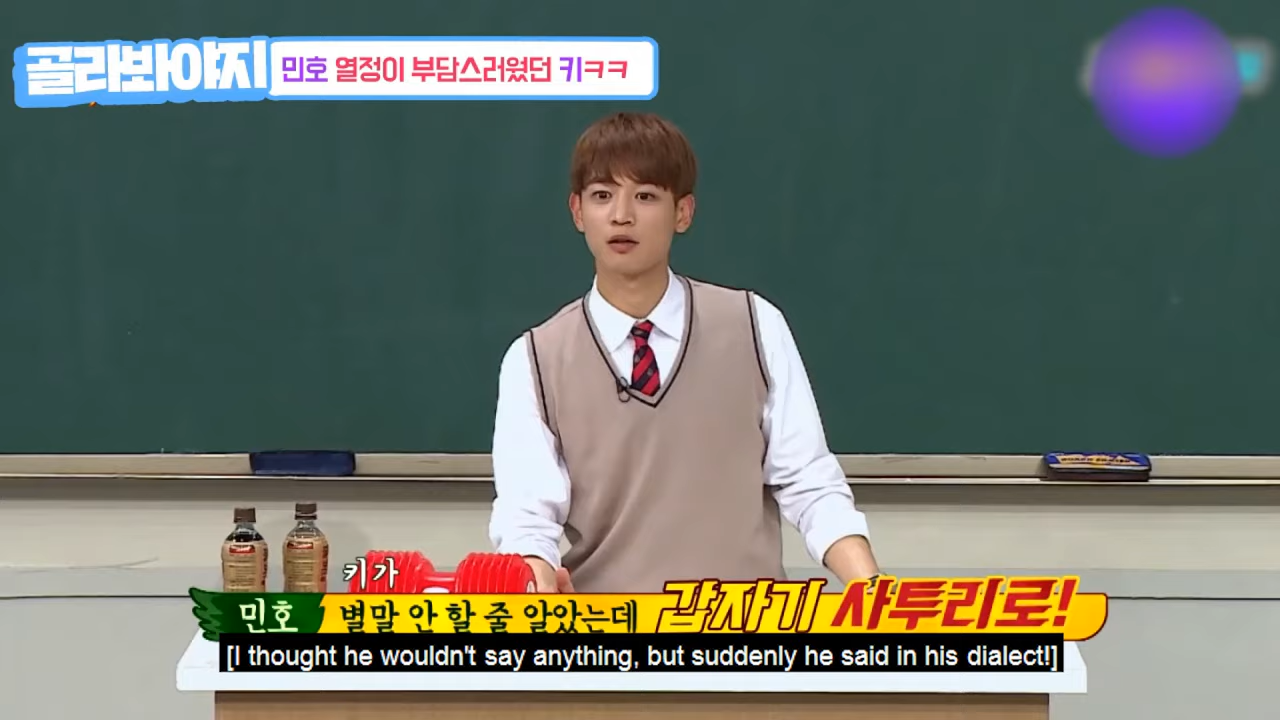 골라봐야지
민호 열정이 부담스러웠던 키ㅋㅋ
키가
민호 별말 안 할 줄 알았는데 갑자기 사투리로!
[I thought he wouldn't say anything, but suddenly he said in his dialect!]